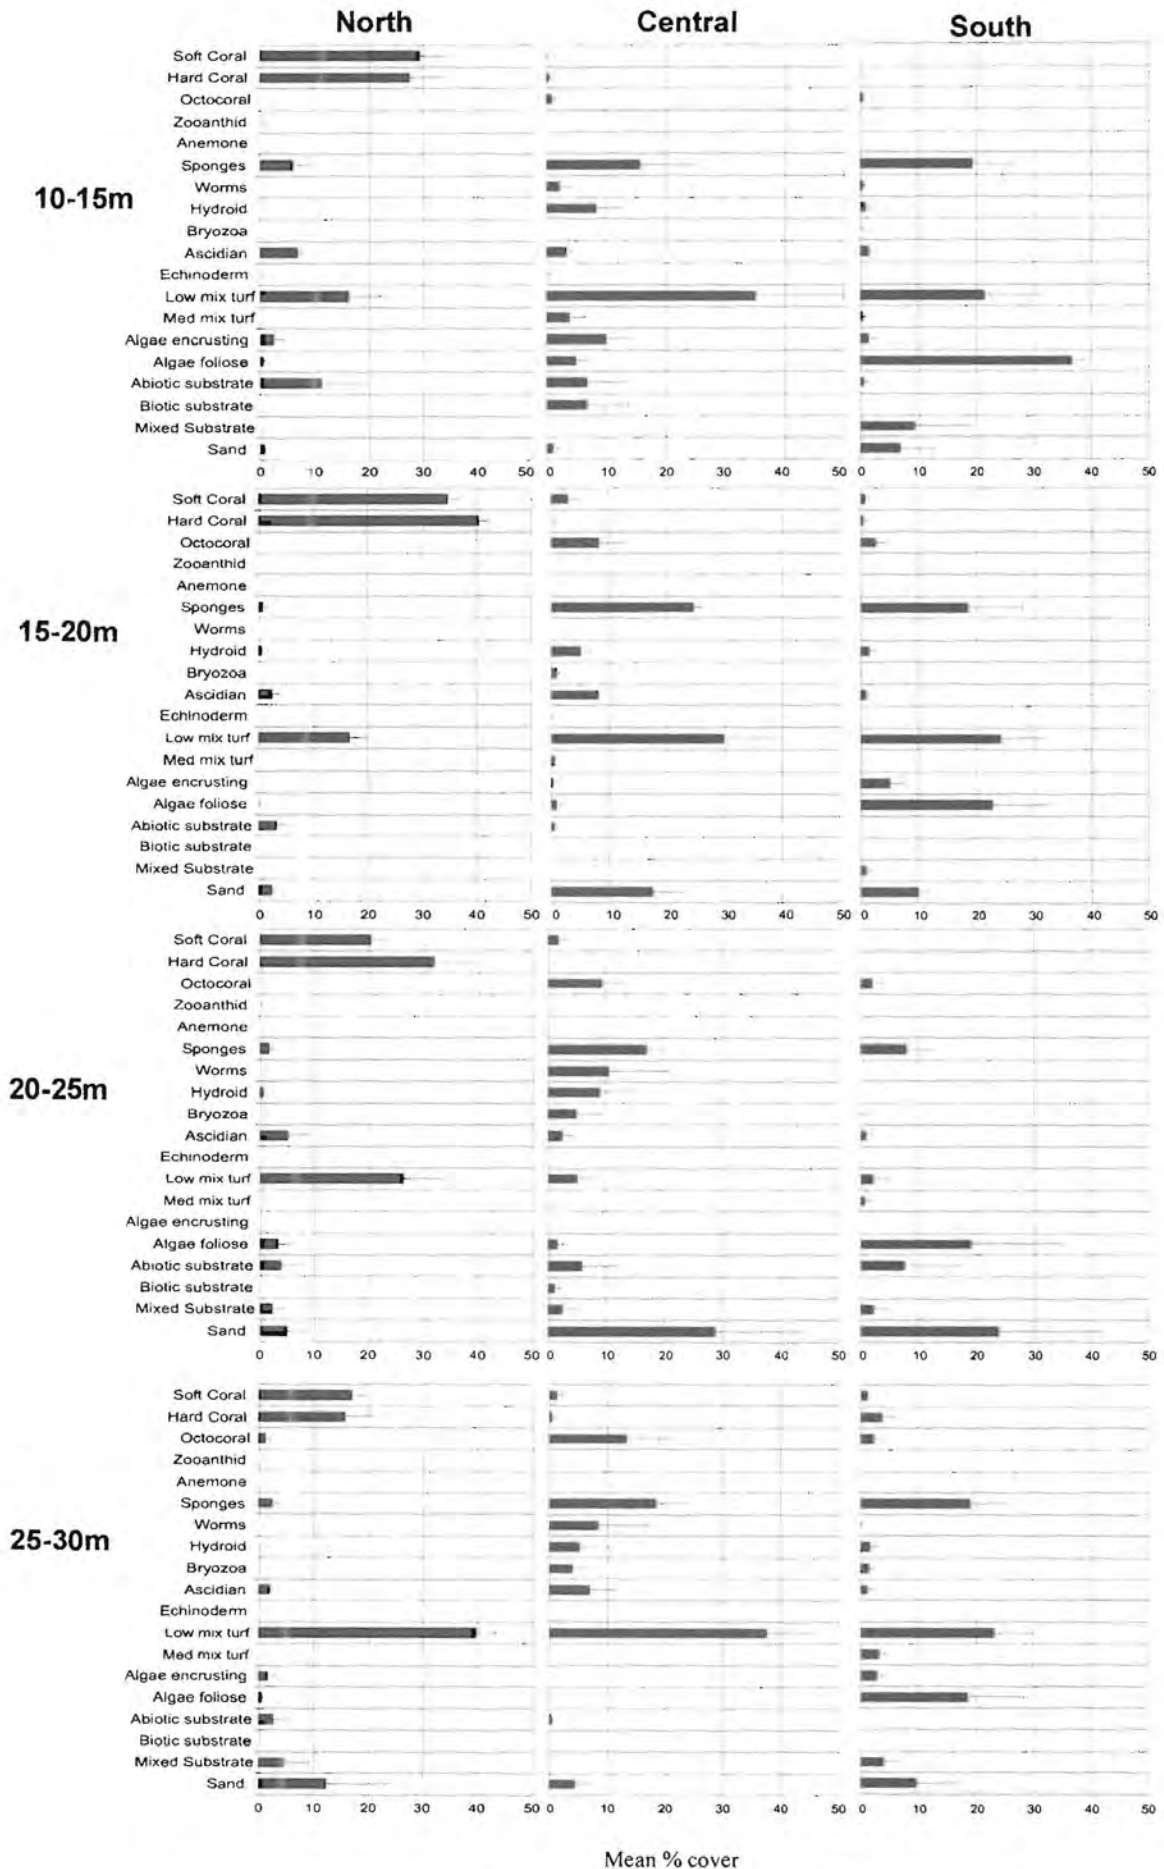 North Central South
10-15m
Soft Coral
Hard Coral
Octocoral
Zooanthid
Anemone
Sponges
Worms
Hydroid
Bryozoa
Ascidian
Echinoderm
Low mix turf
Med mix turf
Algae encrusting
Algae foliose
Abiotic substrate
Biotic substrate
Mixed Substrate
Sand
0 10 20 30 40 50 0 10 20 30 40 50 0 10 20 30 40 50
15-20m
Soft Coral
Hard Coral
Octocoral
Zooanthid
Anemone
Sponges
Worms
Hydroid
Bryozoa
Ascidian
Echinoderm
Low mix turf
Med mix turf
Algae encrusting
Algae foliose
Abiotic substrate
Biotic substrate
Mixed Substrate
Sand
0 10 20 30 40 50 0 10 20 30 40 50 0 10 20 30 40 50
20-25m
Soft Coral
Hard Coral
Octocoral
Zooanthid
Anemone
Sponges
Worms
Hydroid
Bryozoa
Ascidian
Echinoderm
Low mix turf
Med mix turf
Algae encrusting
Algae foliose
Abiotic substrate
Biotic substrate
Mixed Substrate
Sand
0 10 20 30 40 50 0 10 20 30 40 50 0 10 20 30 40 50
25-30m
Soft Coral
Hard Coral
Octocoral
Zooanthid
Anemone
Sponges
Worms
Hydroid
Bryozoa
Ascidian
Echinoderm
Low mix turf
Med mix turf
Algae encrusting
Algae foliose
Abiotic substrate
Biotic substrate
Mixed Substrate
Sand
0 10 20 30 40 50 0 10 20 30 40 50 0 10 20 30 40 50
Mean % cover